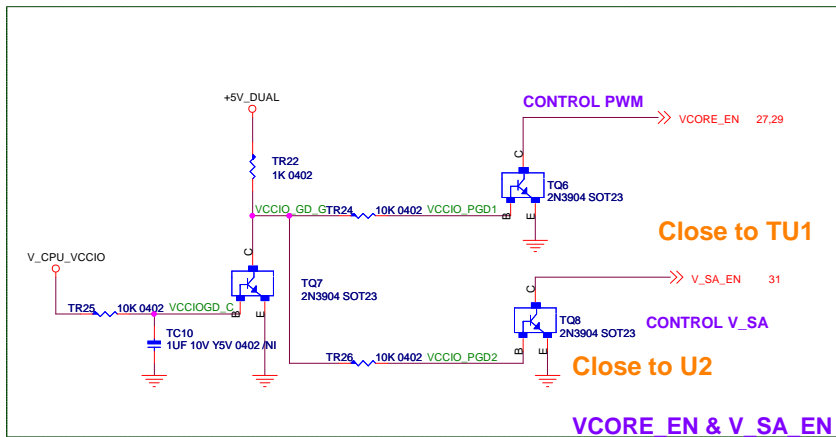 +5V_DUAL
CONTROL PWM
VCORE_EN 27,29
TR22
1K 0402
C
TQ6
2N3904 SOT23
VCCIO_GD_G
TR24
10K 0402
VCCIO_PGD1
B
E
Close to TU1
V_CPU_VCCIO
C
TQ7
2N3904 SOT23
V_SA_EN 31
TR25
10K 0402
VCCIOGD_C
B
E
C
TQ8
2N3904 SOT23
CONTROL V_SA
TC10
1UF 10V Y5V 0402 /NI
TR26
10K 0402
VCCIO_PGD2
B
E
Close to U2
VCORE_EN & V_SA_EN